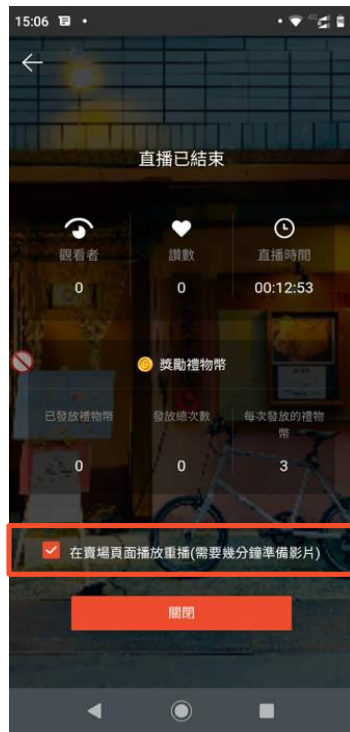 15:06
4G
直播已結束
觀看者 讚數 直播時間
0 0 00:12:53
獎勵禮物幣
已發放禮物幣 發放總次數 每次發放的禮物
幣
0 0 3
在賣場頁面播放重播(需要幾分鐘準備影片)
關閉